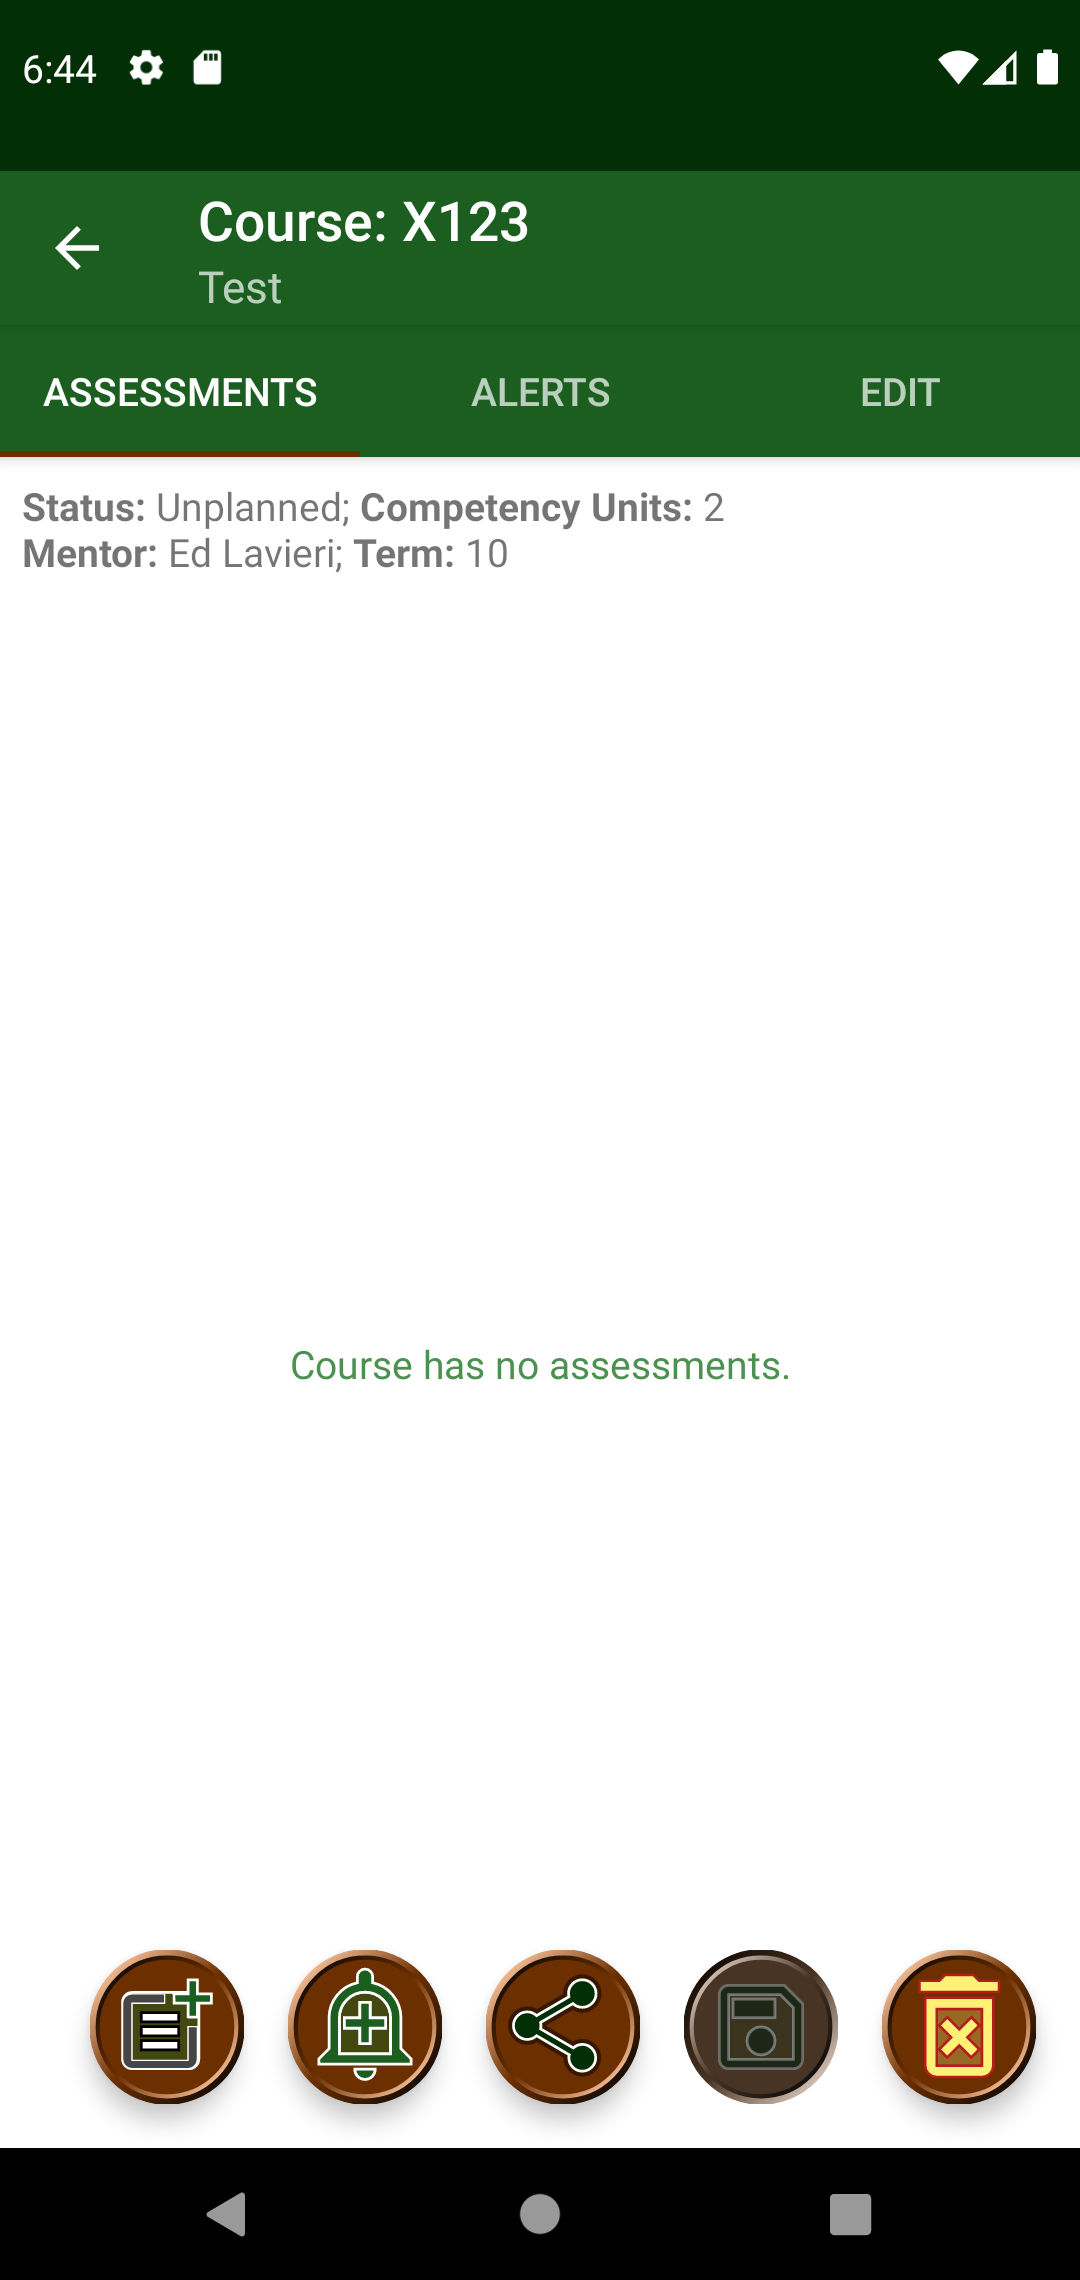 6:44
Course: X123
Test
ASSESSMENTS ALERTS EDIT
Status: Unplanned; Competency Units: 2
Mentor: Ed Lavieri; Term: 10
Course has no assessments.